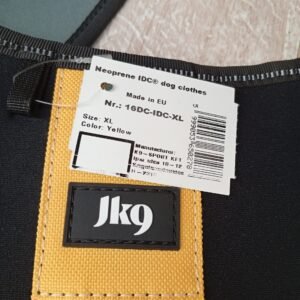 Neoprene IDC® dog clothes
Made in EU
Nr.: 16DC-IDC-XL
Size: XL
Color: Yellow
Manufacturer:
K9-SPORT KFT
Jk9